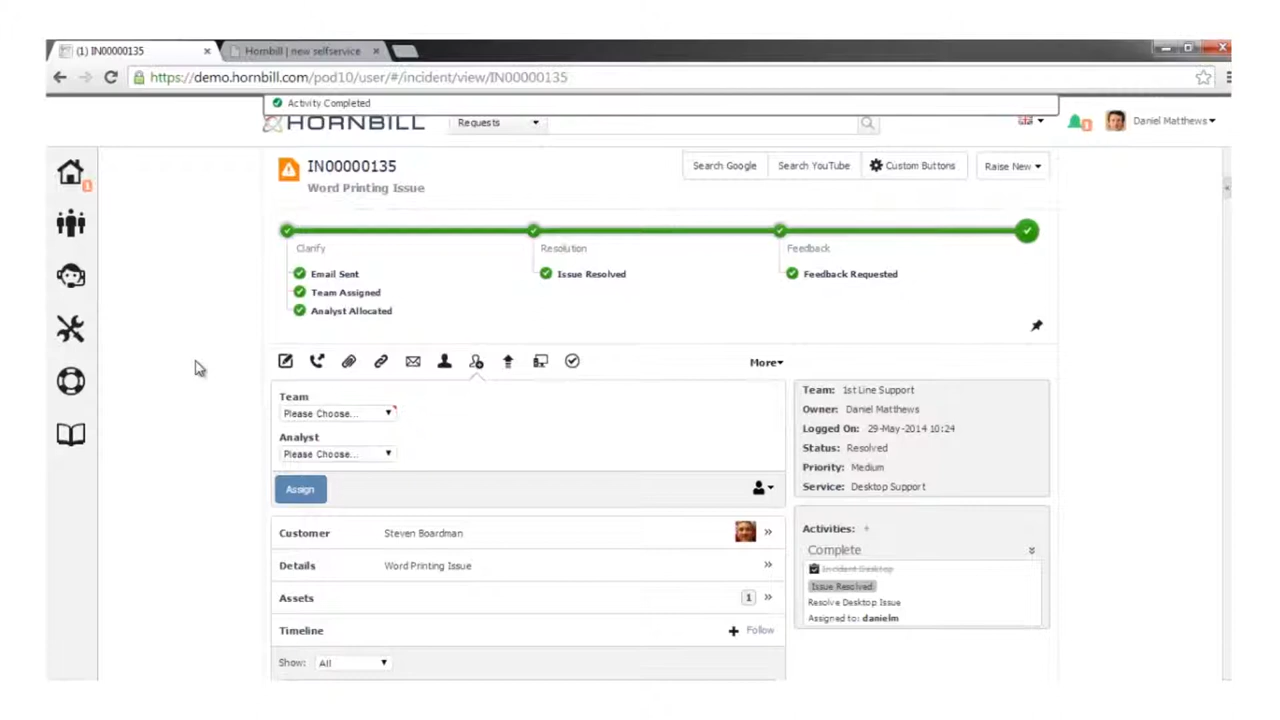 (1) IN00000135
Hornbill | new selfservice
https://demo.hornbill.com/pod10/user/#/incident/view/IN00000135
Activity Completed
HORNBILL
Requests
1
Daniel Matthews
1
IN00000135
Word Printing Issue
Search Google
Search YouTube
Custom Buttons
Raise New
Clarify
Resolution
Feedback
Email Sent
Issue Resolved
Feedback Requested
Team Assigned
Analyst Allocated
More
Team
Please Choose...
Analyst
Please Choose...
Assign
Team: 1st Line Support
Owner: Daniel Matthews
Logged On: 29-May-2014 10:24
Status: Resolved
Priority: Medium
Service: Desktop Support
Customer Steven Boardman
Details Word Printing Issue
Assets 1
Timeline + Follow
Show: All
Activities: +
Complete
Incident Desktop
Issue Resolved
Resolve Desktop Issue
Assigned to: danielm